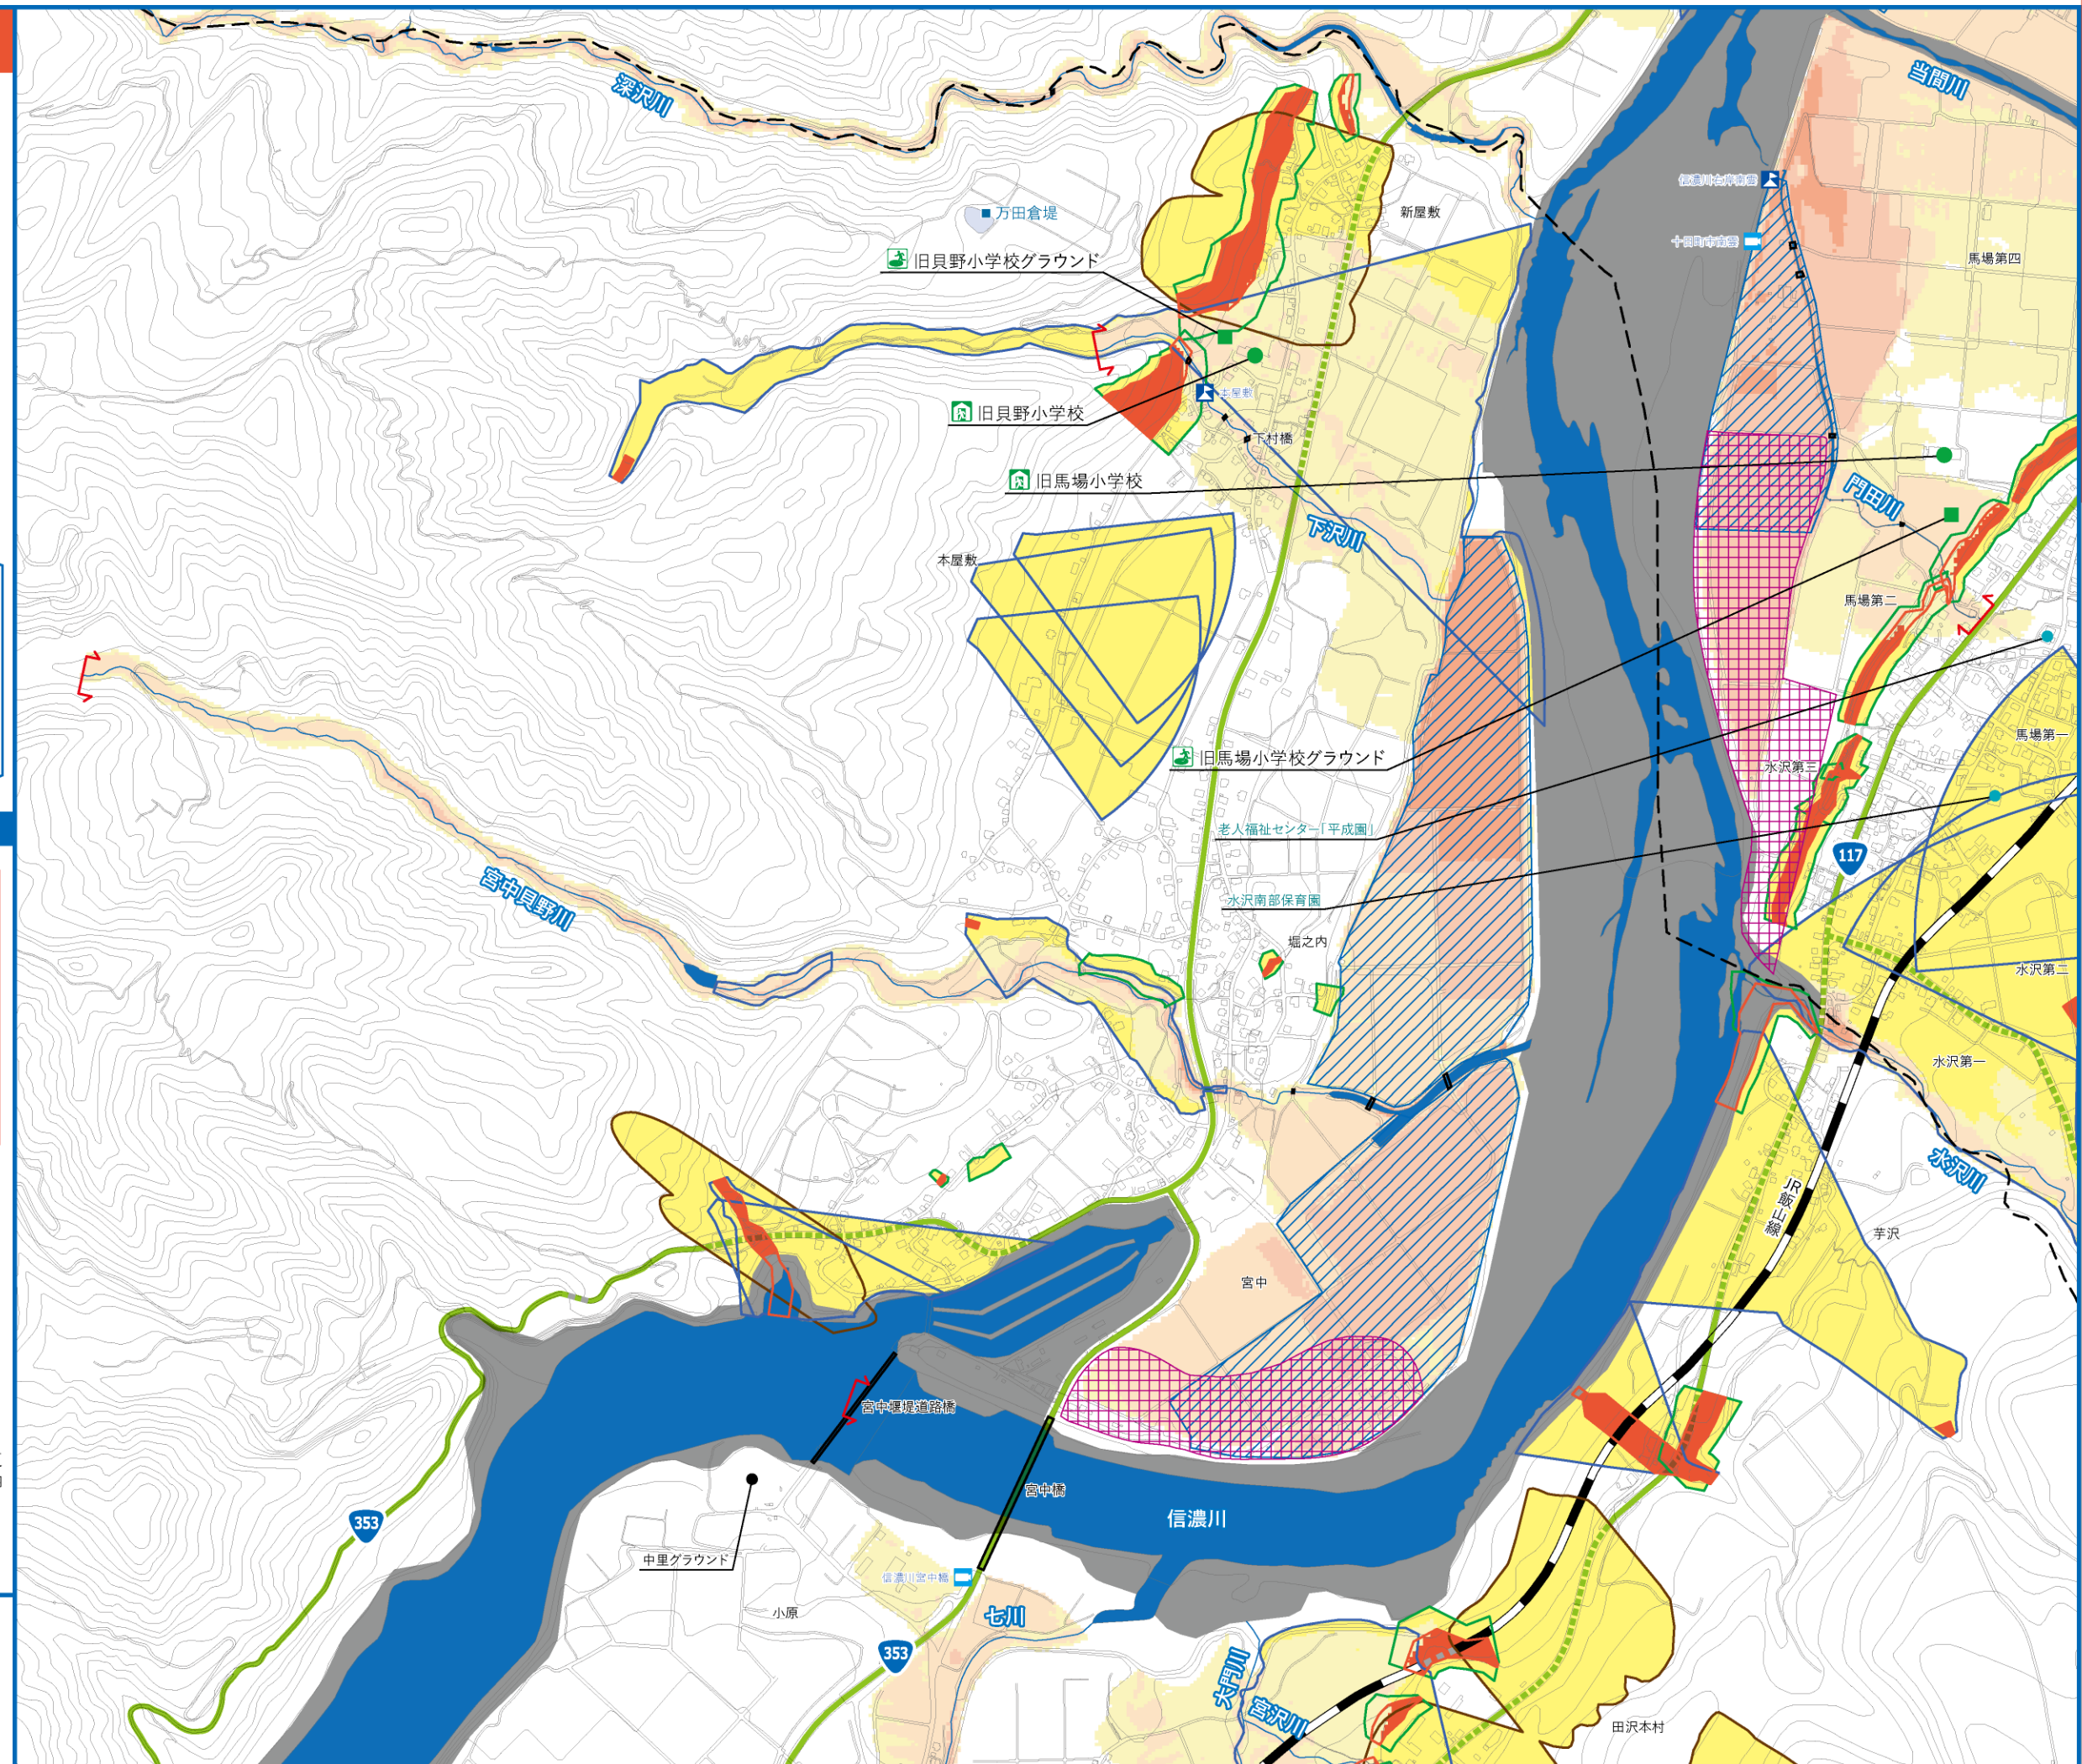 深沢川
当間川
信濃川右岸南雲
万田倉堤
新屋敷
十日町市南雲
馬場第四
旧貝野小学校グラウンド
本屋敷
旧貝野小学校
下村橋
旧馬場小学校
門田川
下沢川
本屋敷
馬場第二
馬場第一
旧馬場小学校グラウンド
水沢第三
老人福祉センター「平成園」
117
宮中貝野川
水沢南部保育園
堀之内
水沢第二
水沢第一
水沢川
JR飯山線
芋沢
宮中
宮中堰堤道路橋
宮中橋
信濃川
353
中里グラウンド
信濃川宮中橋
小原
七川
353
大門川
宮沢川
田沢本村